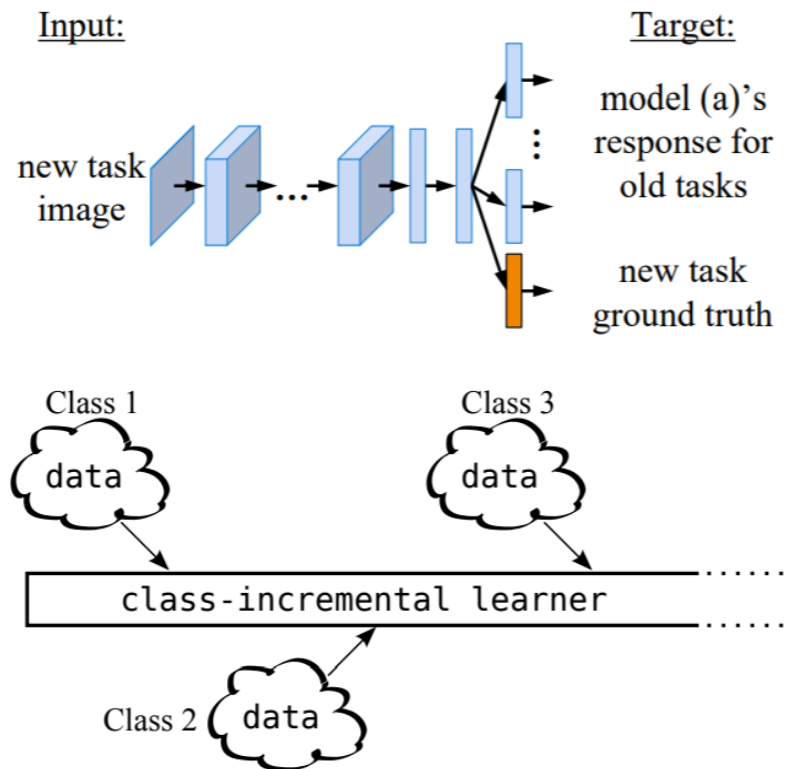 Input:
Target:
new task
image
...
model (a)'s
response for
old tasks
new task
ground truth
Class 1
data
Class 3
data
class-incremental learner
Class 2
data